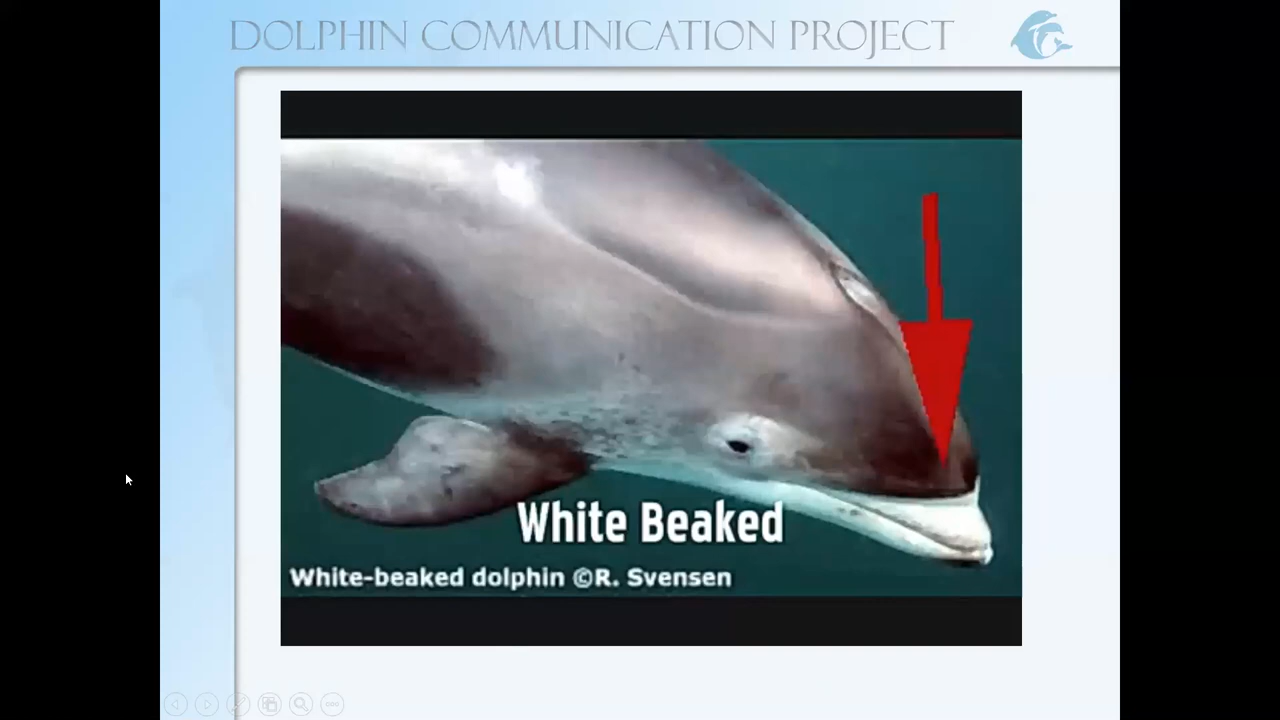 DOLPHIN COMMUNICATION PROJECT
White Beaked
White-beaked dolphin ©R. Svensen